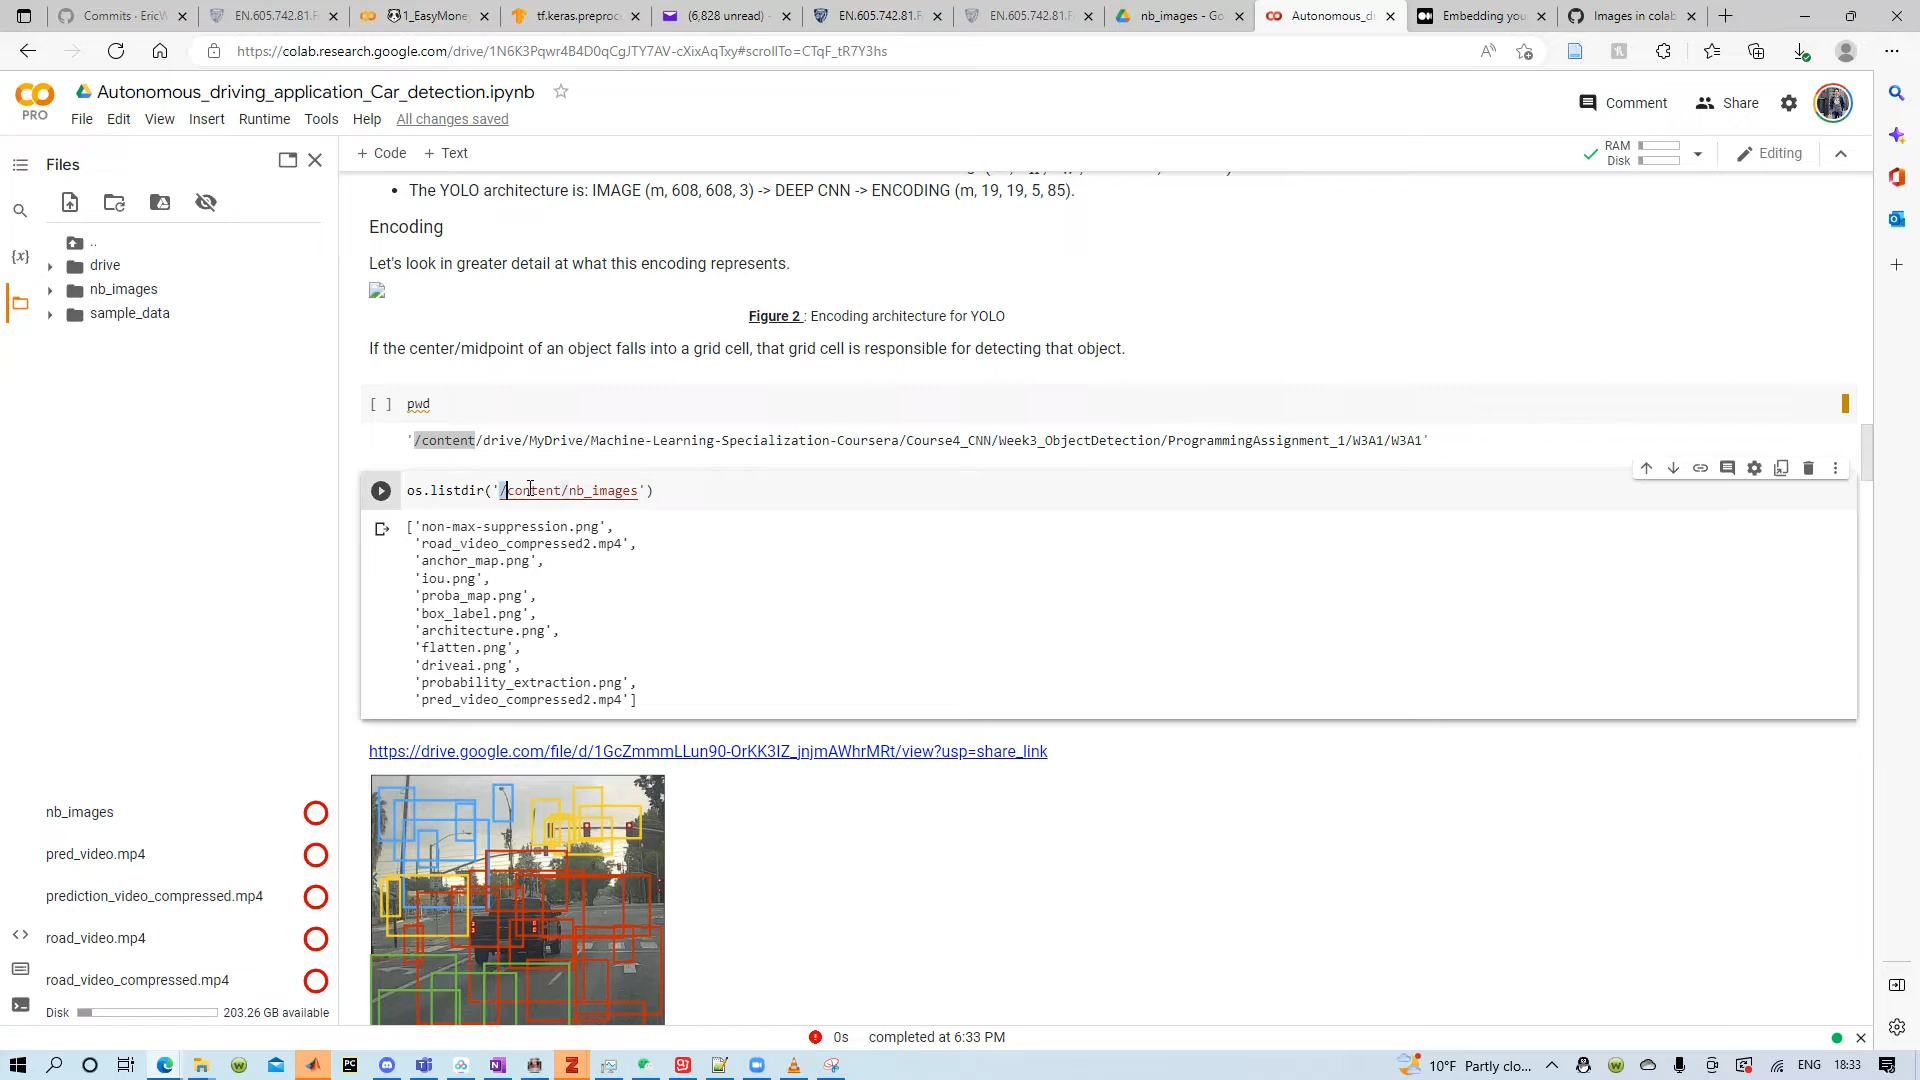 Commits · EricW
EN.605.742.81.F
1_EasyMone
tf.keras.preproc
(6,828 unread) -
EN.605.742.81.F
EN.605.742.81.F
nb_images - Go
Autonomous_dr
Embedding you
Images in colab
https://colab.research.google.com/drive/1N6K3Pqwr4B4D0qCgJTY7AV-cXixAqTxy#scrollTo=CTqF_tR7Y3hs
PRO
Autonomous_driving_application_Car_detection.ipynb
File Edit View Insert Runtime Tools Help All changes saved
Comment
Share
Files
+ Code + Text
RAM
Disk
Editing
..
drive
nb_images
sample_data
{x}
• The YOLO architecture is: IMAGE (m, 608, 608, 3) -> DEEP CNN -> ENCODING (m, 19, 19, 5, 85).
Encoding
Let's look in greater detail at what this encoding represents.
Figure 2 : Encoding architecture for YOLO
If the center/midpoint of an object falls into a grid cell, that grid cell is responsible for detecting that object.
[ ] pwd
'/content/drive/MyDrive/Machine-Learning-Specialization-Coursera/Course4_CNN/Week3_ObjectDetection/ProgrammingAssignment_1/W3A1/W3A1'
os.listdir('/content/nb_images')
['non-max-suppression.png',
'road_video_compressed2.mp4',
'anchor_map.png',
'iou.png',
'proba_map.png',
'box_label.png',
'architecture.png',
'flatten.png',
'driveai.png',
'probability_extraction.png',
'pred_video_compressed2.mp4']
https://drive.google.com/file/d/1GcZmmmLLun90-OrKK3IZ_jnjmAWhrMRt/view?usp=share_link
nb_images
pred_video.mp4
prediction_video_compressed.mp4
road_video.mp4
road_video_compressed.mp4
Disk
203.26 GB available
0s completed at 6:33 PM
10°F Partly clo...
ENG
18:33